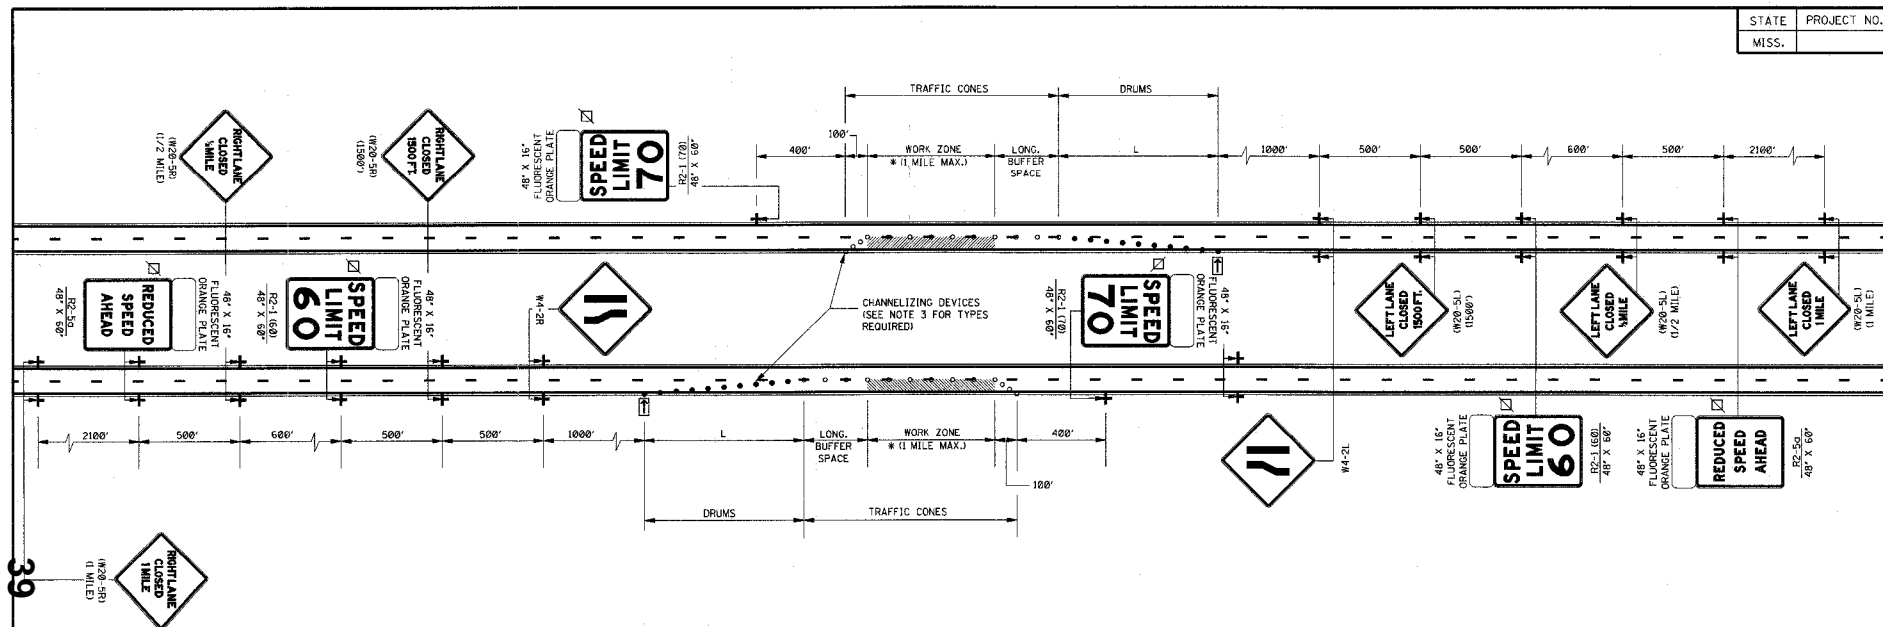 STATE PROJECT NO.
MISS.
TRAFFIC CONES
DRUMS
RIGHT LANE
CLOSED
½ MILE
(W20-5R)
(1/2 MILE)
RIGHT LANE
CLOSED
1500 FT.
(W20-5R)
(1500')
48" X 16"
FLUORESCENT
ORANGE PLATE
SPEED
LIMIT
70
R2-1 (70)
48" X 60"
400'
100'
WORK ZONE
* (1 MILE MAX.)
LONG.
BUFFER
SPACE
L
1000'
500'
500'
600'
500'
2100'
REDUCED
SPEED
AHEAD
R2-5a
48" X 60"
48" X 16"
FLUORESCENT
ORANGE PLATE
SPEED
LIMIT
60
R2-1 (60)
48" X 60"
48" X 16"
FLUORESCENT
ORANGE PLATE
W4-2R
CHANNELIZING DEVICES
(SEE NOTE 3 FOR TYPES
REQUIRED)
SPEED
LIMIT
70
R2-1 (70)
48" X 60"
48" X 16"
FLUORESCENT
ORANGE PLATE
LEFT LANE
CLOSED
1500 FT.
(W20-5L)
(1500')
LEFT LANE
CLOSED
½ MILE
(W20-5L)
(1/2 MILE)
LEFT LANE
CLOSED
1 MILE
(W20-5L)
(1 MILE)
2100'
500'
600'
500'
500'
1000'
L
LONG.
BUFFER
SPACE
WORK ZONE
* (1 MILE MAX.)
400'
100'
DRUMS
TRAFFIC CONES
W4-2L
48" X 16"
FLUORESCENT
ORANGE PLATE
SPEED
LIMIT
60
R2-1 (60)
48" X 60"
48" X 16"
FLUORESCENT
ORANGE PLATE
REDUCED
SPEED
AHEAD
R2-5a
48" X 60"
RIGHT LANE
CLOSED
1 MILE
(W20-5R)
(1 MILE)
39